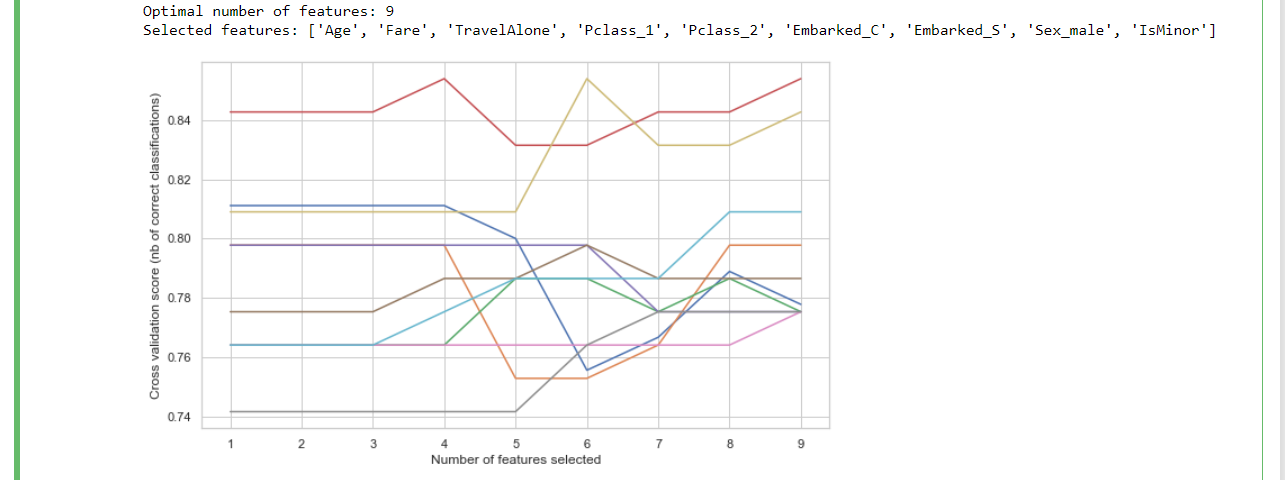 Optimal number of features: 9
Selected features: ['Age', 'Fare', 'TravelAlone', 'Pclass_1', 'Pclass_2', 'Embarked_C', 'Embarked_S', 'Sex_male', 'IsMinor']
Cross validation score (nb of correct classifications)
0.84
0.82
0.80
0.78
0.76
0.74
1 2 3 4 5 6 7 8 9
Number of features selected